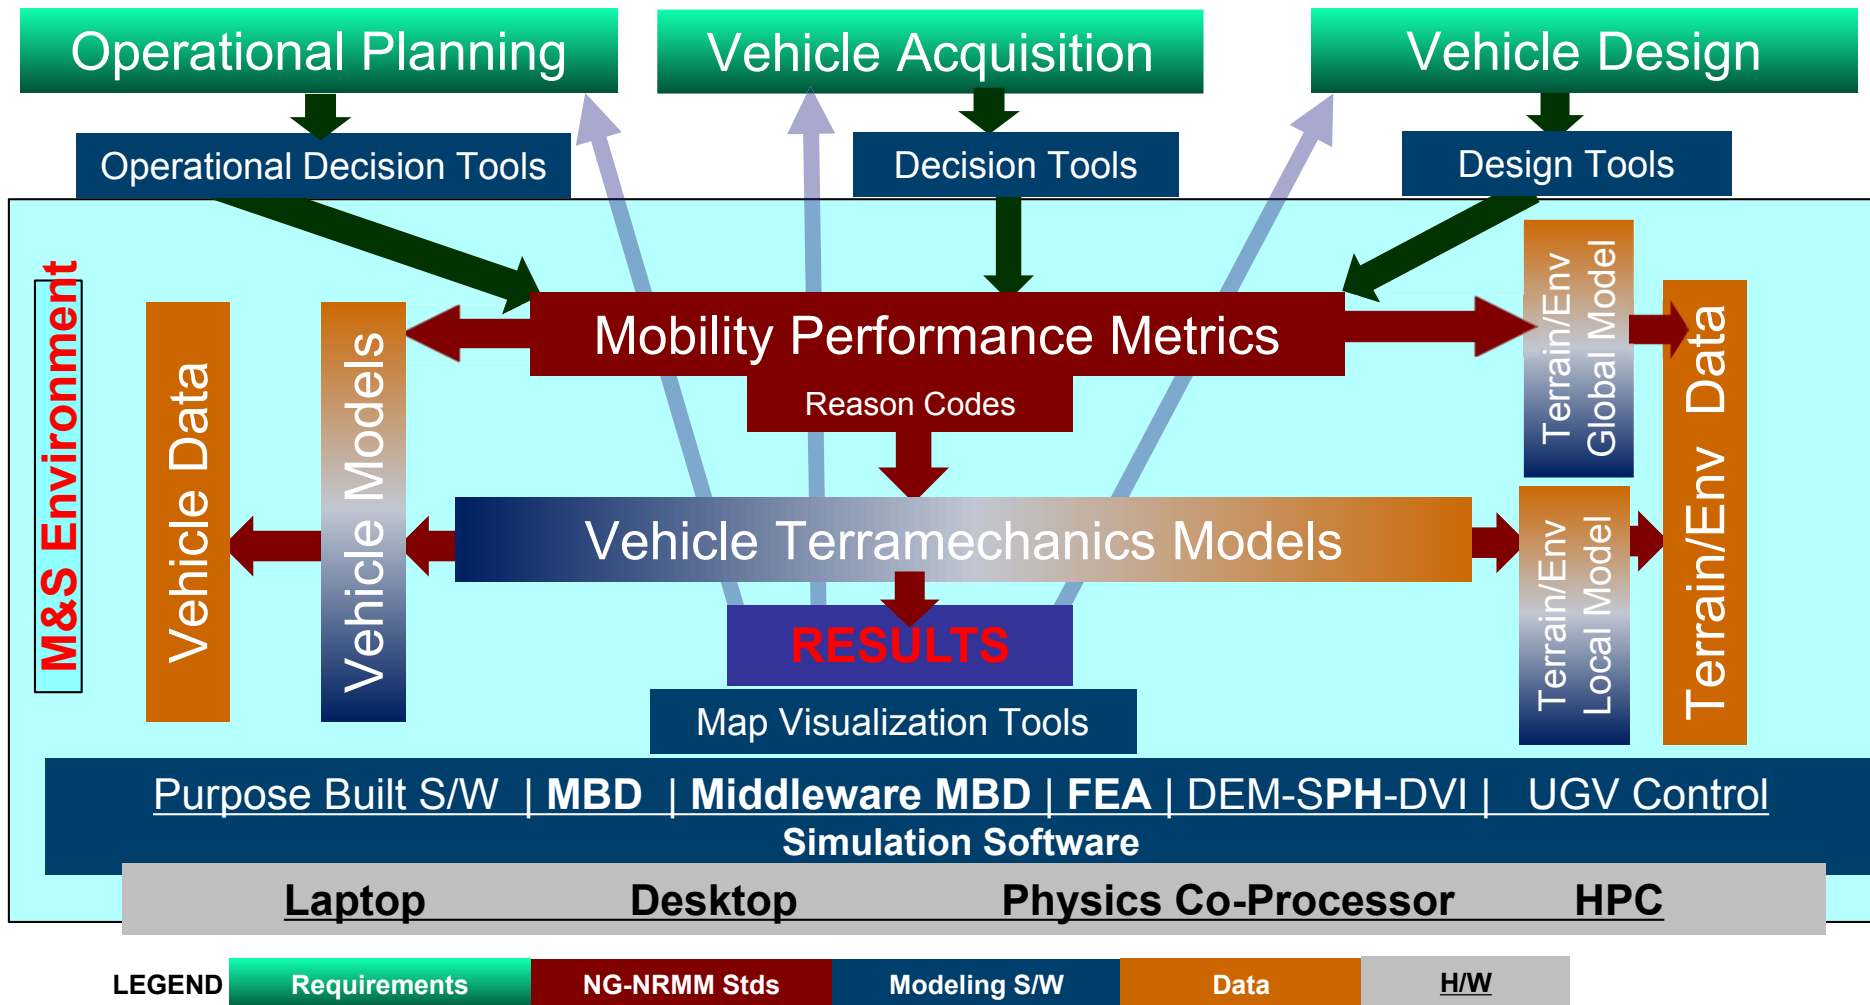 Operational Planning
Vehicle Acquisition
Vehicle Design
Operational Decision Tools
Decision Tools
Design Tools
M&S Environment
Vehicle Data
Vehicle Models
Mobility Performance Metrics
Reason Codes
Terrain/Env
Global Model
Terrain/Env Data
Vehicle Terramechanics Models
Terrain/Env
Local Model
RESULTS
Map Visualization Tools
Purpose Built S/W | MBD | Middleware MBD | FEA | DEM-SPH-DVI | UGV Control
Simulation Software
Laptop Desktop Physics Co-Processor HPC
LEGEND Requirements NG-NRMM Stds Modeling S/W Data H/W